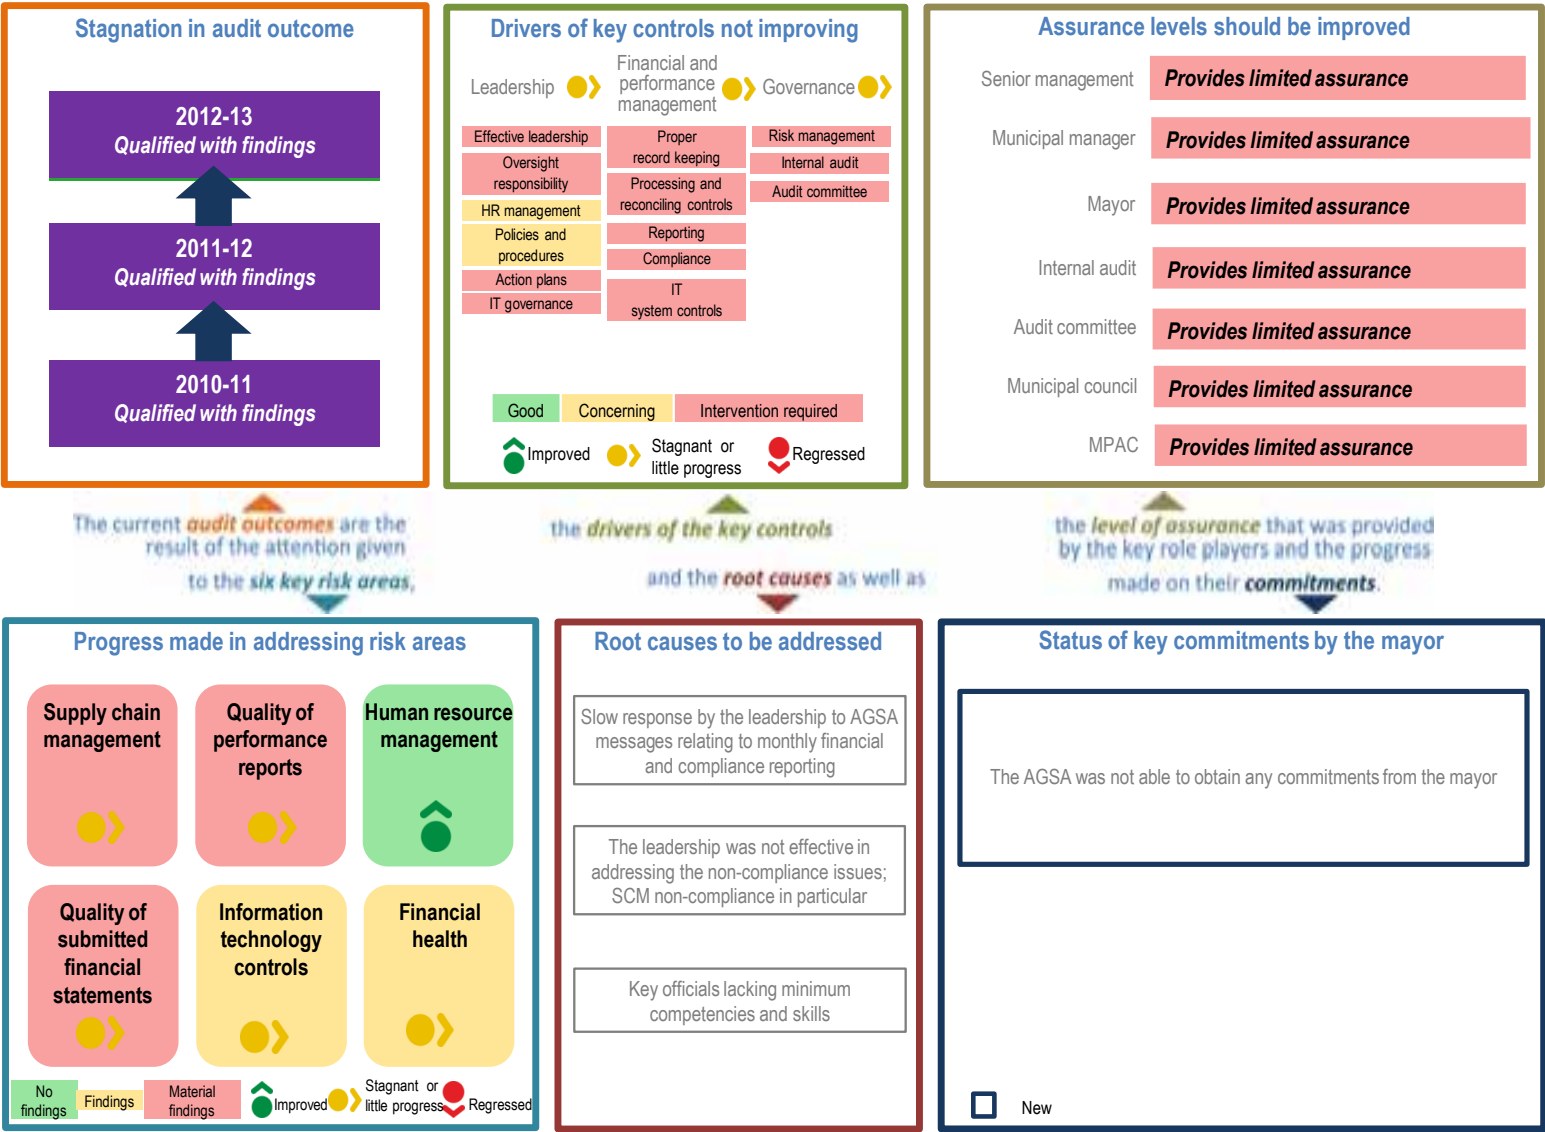 Stagnation in audit outcome
2012-13
Qualified with findings
2011-12
Qualified with findings
2010-11
Qualified with findings
Drivers of key controls not improving
Leadership
Financial and
performance
management
Governance
Effective leadership
Oversight
responsibility
HR management
Policies and
procedures
Action plans
IT governance
Proper
record keeping
Processing and
reconciling controls
Reporting
Compliance
IT
system controls
Risk management
Internal audit
Audit committee
Good
Concerning
Intervention required
Improved
Stagnant or
little progress
Regressed
Assurance levels should be improved
Senior management
Provides limited assurance
Municipal manager
Provides limited assurance
Mayor
Provides limited assurance
Internal audit
Provides limited assurance
Audit committee
Provides limited assurance
Municipal council
Provides limited assurance
MPAC
Provides limited assurance
The current audit outcomes are the
result of the attention given
to the six key risk areas,
the drivers of the key controls
and the root causes as well as
the level of assurance that was provided
by the key role players and the progress
made on their commitments.
Progress made in addressing risk areas
Supply chain
management
Quality of
performance
reports
Human resource
management
Quality of
submitted
financial
statements
Information
technology
controls
Financial
health
No
findings
Findings
Material
findings
Improved
Stagnant or
little progress
Regressed
Root causes to be addressed
Slow response by the leadership to AGSA
messages relating to monthly financial
and compliance reporting
The leadership was not effective in
addressing the non-compliance issues;
SCM non-compliance in particular
Key officials lacking minimum
competencies and skills
Status of key commitments by the mayor
The AGSA was not able to obtain any commitments from the mayor
New